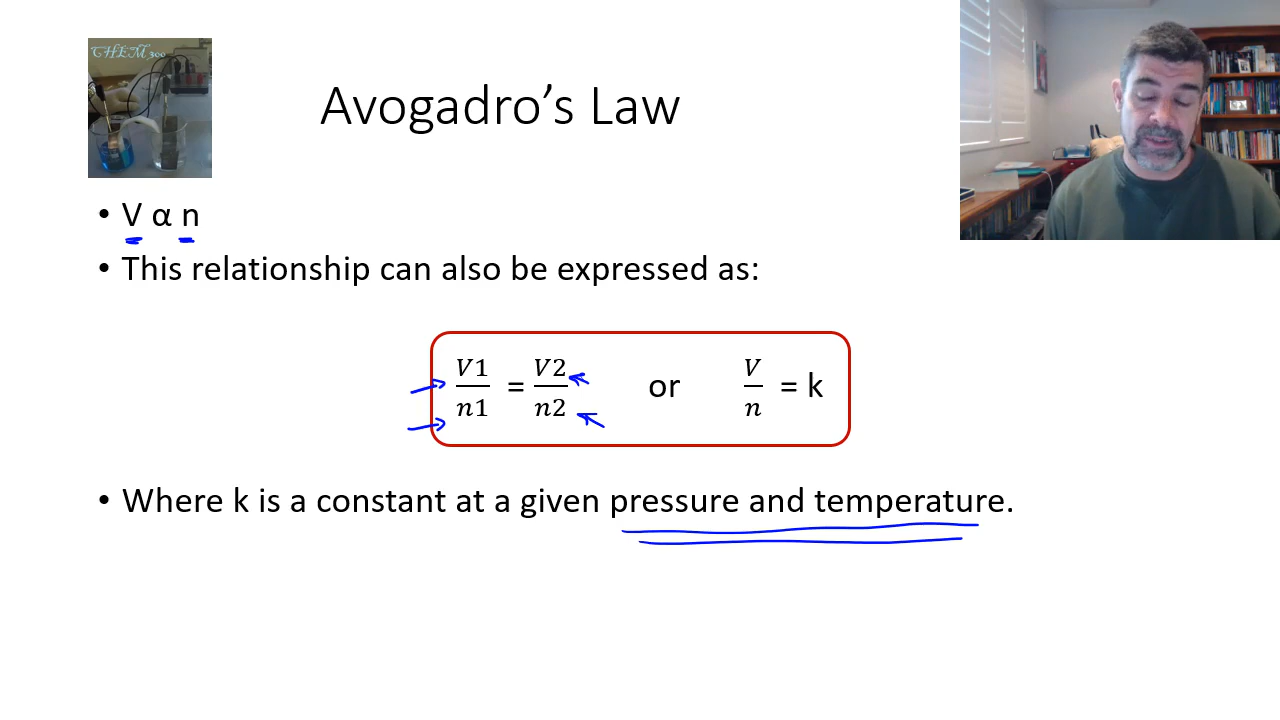 CHEM 300
Avogadro’s Law
• V α n
• This relationship can also be expressed as:
V1/n1 = V2/n2 or V/n = k
• Where k is a constant at a given pressure and temperature.